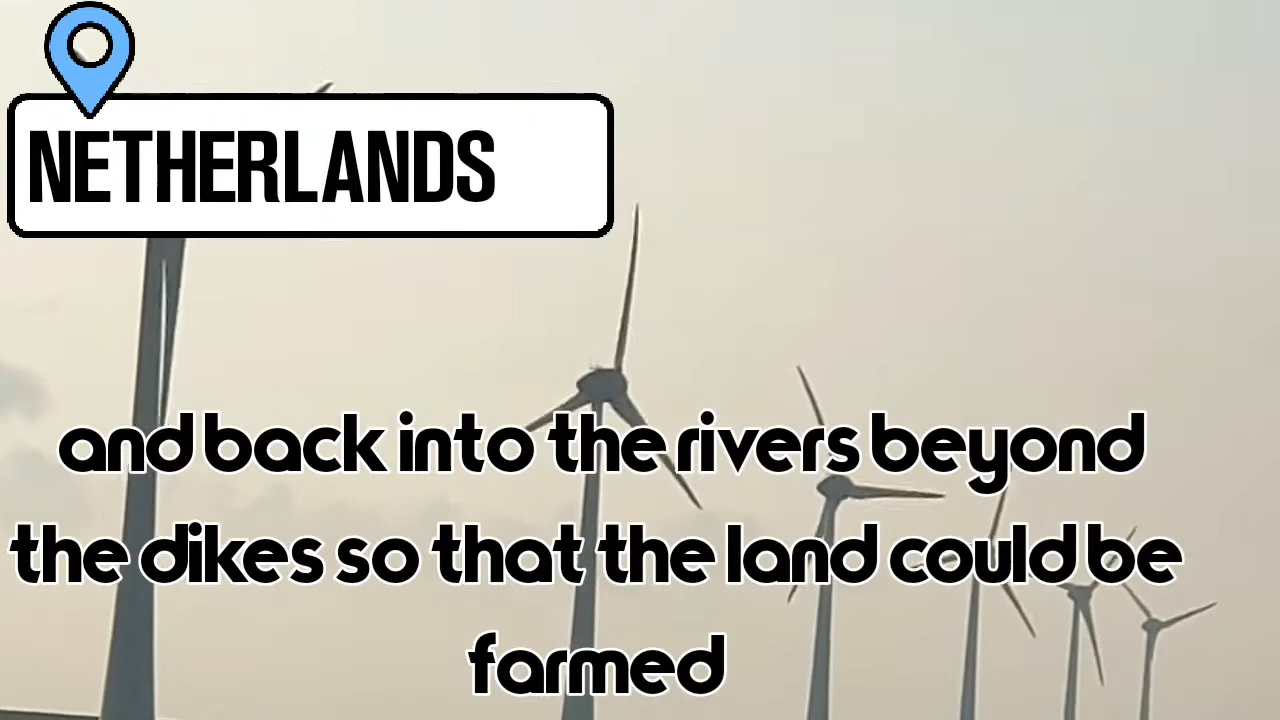 NETHERLANDS
and back into the rivers beyond
the dikes so that the land could be
farmed